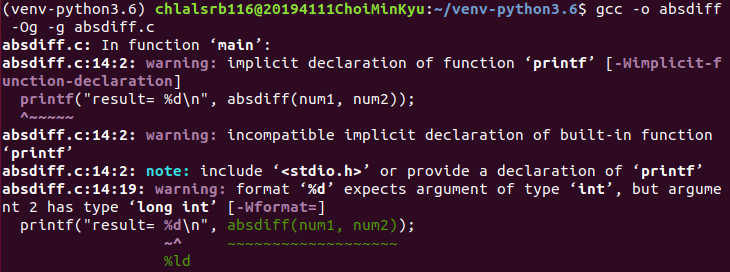 (venv-python3.6) chlalsrb116@20194111ChoiMinKyu:~/venv-python3.6$ gcc -o absdiff
 -Og -g absdiff.c
absdiff.c: In function ‘main’:
absdiff.c:14:2: warning: implicit declaration of function ‘printf’ [-Wimplicit-f
unction-declaration]
  printf("result= %d\n", absdiff(num1, num2));
  ^~~~~~
absdiff.c:14:2: warning: incompatible implicit declaration of built-in function
‘printf’
absdiff.c:14:2: note: include ‘<stdio.h>’ or provide a declaration of ‘printf’
absdiff.c:14:19: warning: format ‘%d’ expects argument of type ‘int’, but argume
nt 2 has type ‘long int’ [-Wformat=]
  printf("result= %d\n", absdiff(num1, num2));
                  ~^     ~~~~~~~~~~~~~~~~~~~
                  %ld